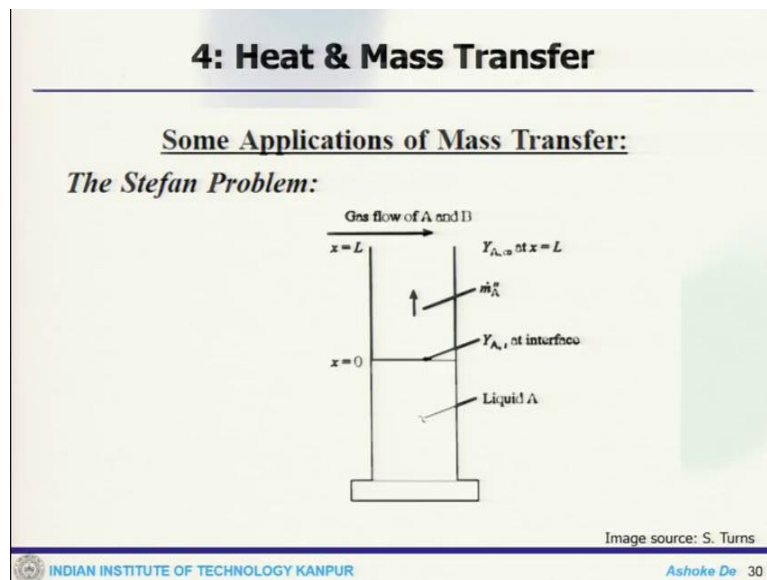 4: Heat & Mass Transfer
Some Applications of Mass Transfer:
The Stefan Problem:
Gas flow of A and B
x = L
Y_A,∞ at x = L
ṁ″_A
Y_A,i at interface
x = 0
Liquid A
Image source: S. Turns
INDIAN INSTITUTE OF TECHNOLOGY KANPUR
Ashoke De 30